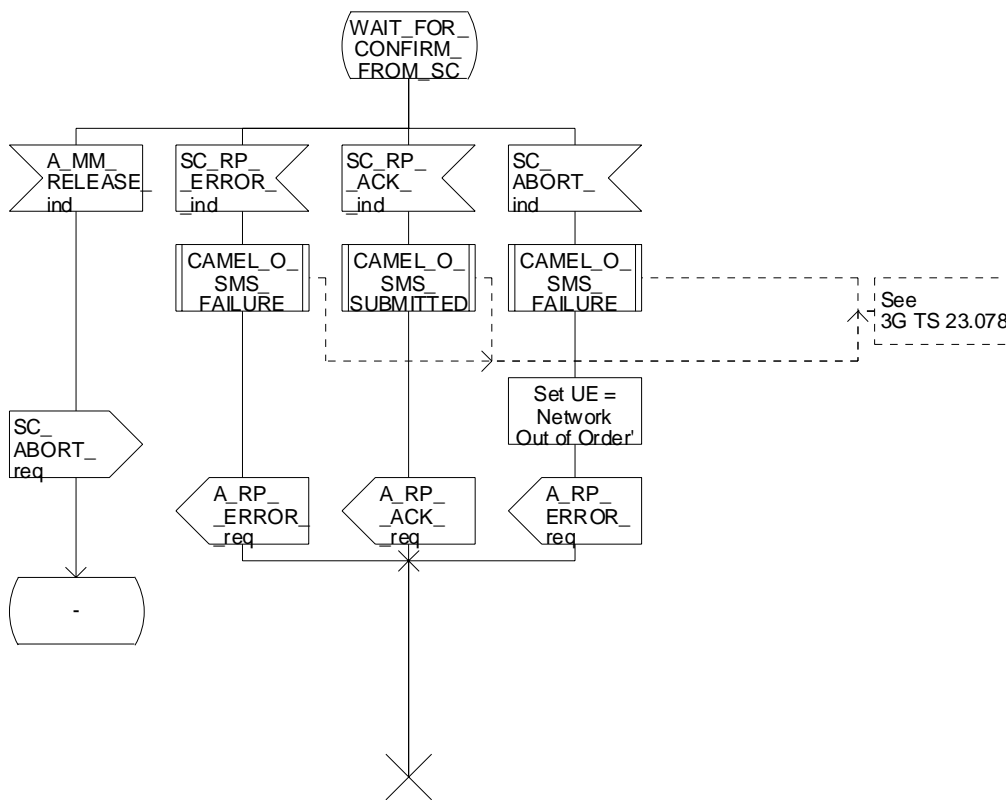 WAIT_FOR_
CONFIRM_
FROM_SC
A_MM_
RELEASE_
ind
SC_RP_
_ERROR_
_ind
SC_RP_
_ACK_
_ind
SC_
ABORT_
ind
CAMEL_O_
SMS_
FAILURE
CAMEL_O_
SMS_
SUBMITTED
CAMEL_O_
SMS_
FAILURE
See
3G TS 23.078
Set UE =
Network
Out of Order'
SC_
ABORT_
req
A_RP_
_ERROR_
_req
A_RP_
_ACK_
_req
A_RP_
ERROR_
req
-